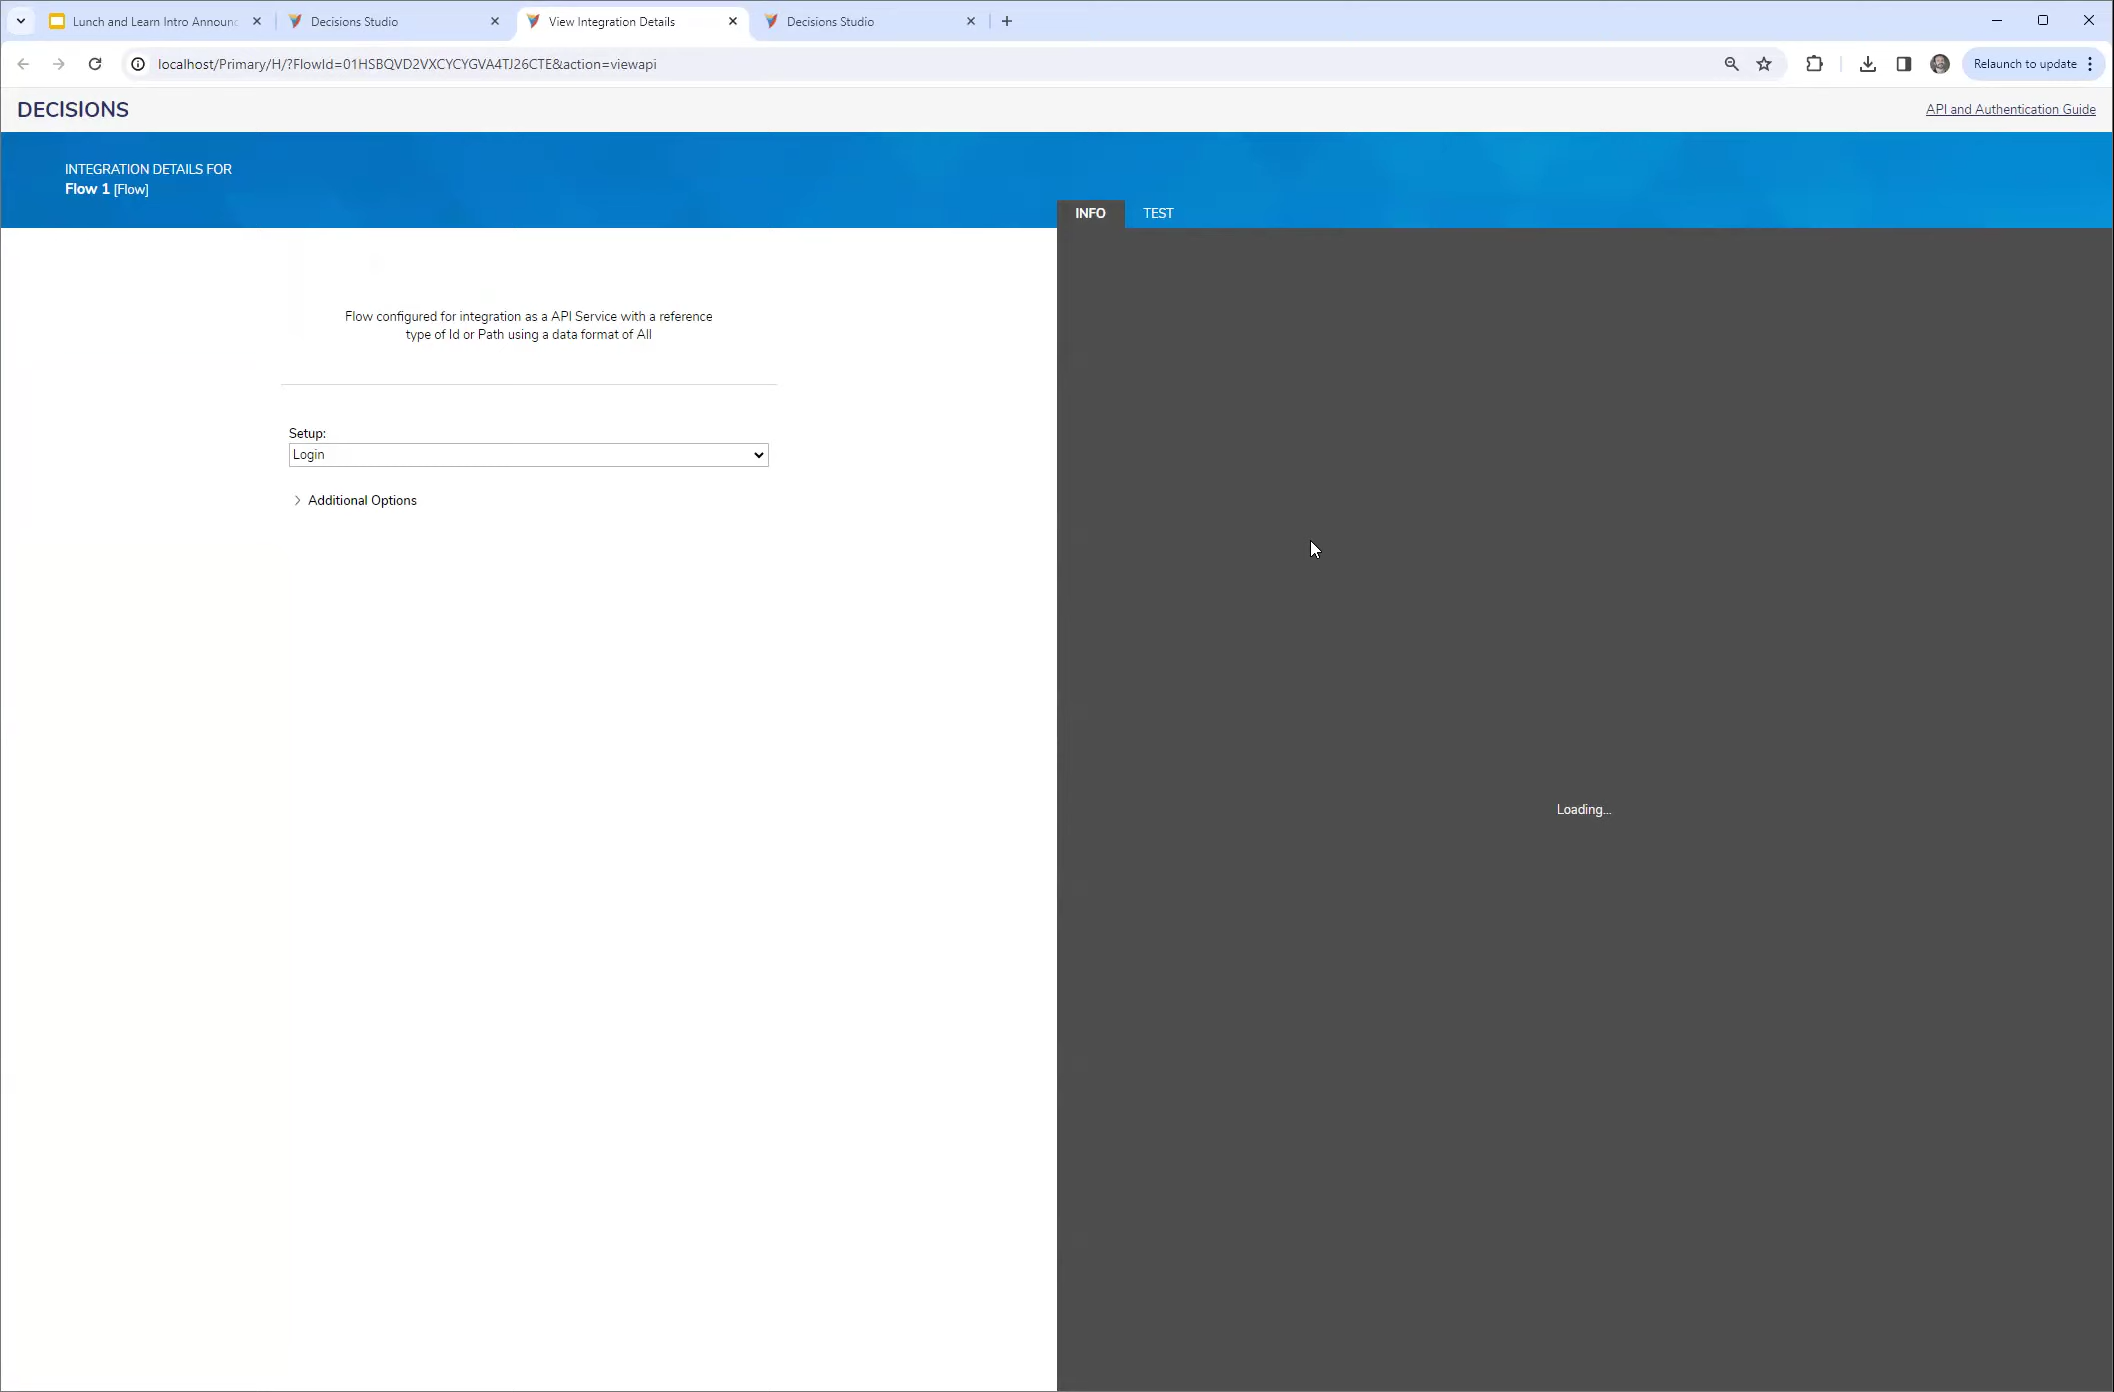 Lunch and Learn Intro Announc
Decisions Studio
View Integration Details
Decisions Studio
localhost/Primary/H/?FlowId=01HSBQVD2VXCYCYGVA4TJ26CTE&action=viewapi
Relaunch to update
DECISIONS
API and Authentication Guide
INTEGRATION DETAILS FOR
Flow 1 [Flow]
INFO
TEST
Flow configured for integration as a API Service with a reference
type of Id or Path using a data format of All
Setup:
Login
Additional Options
Loading...